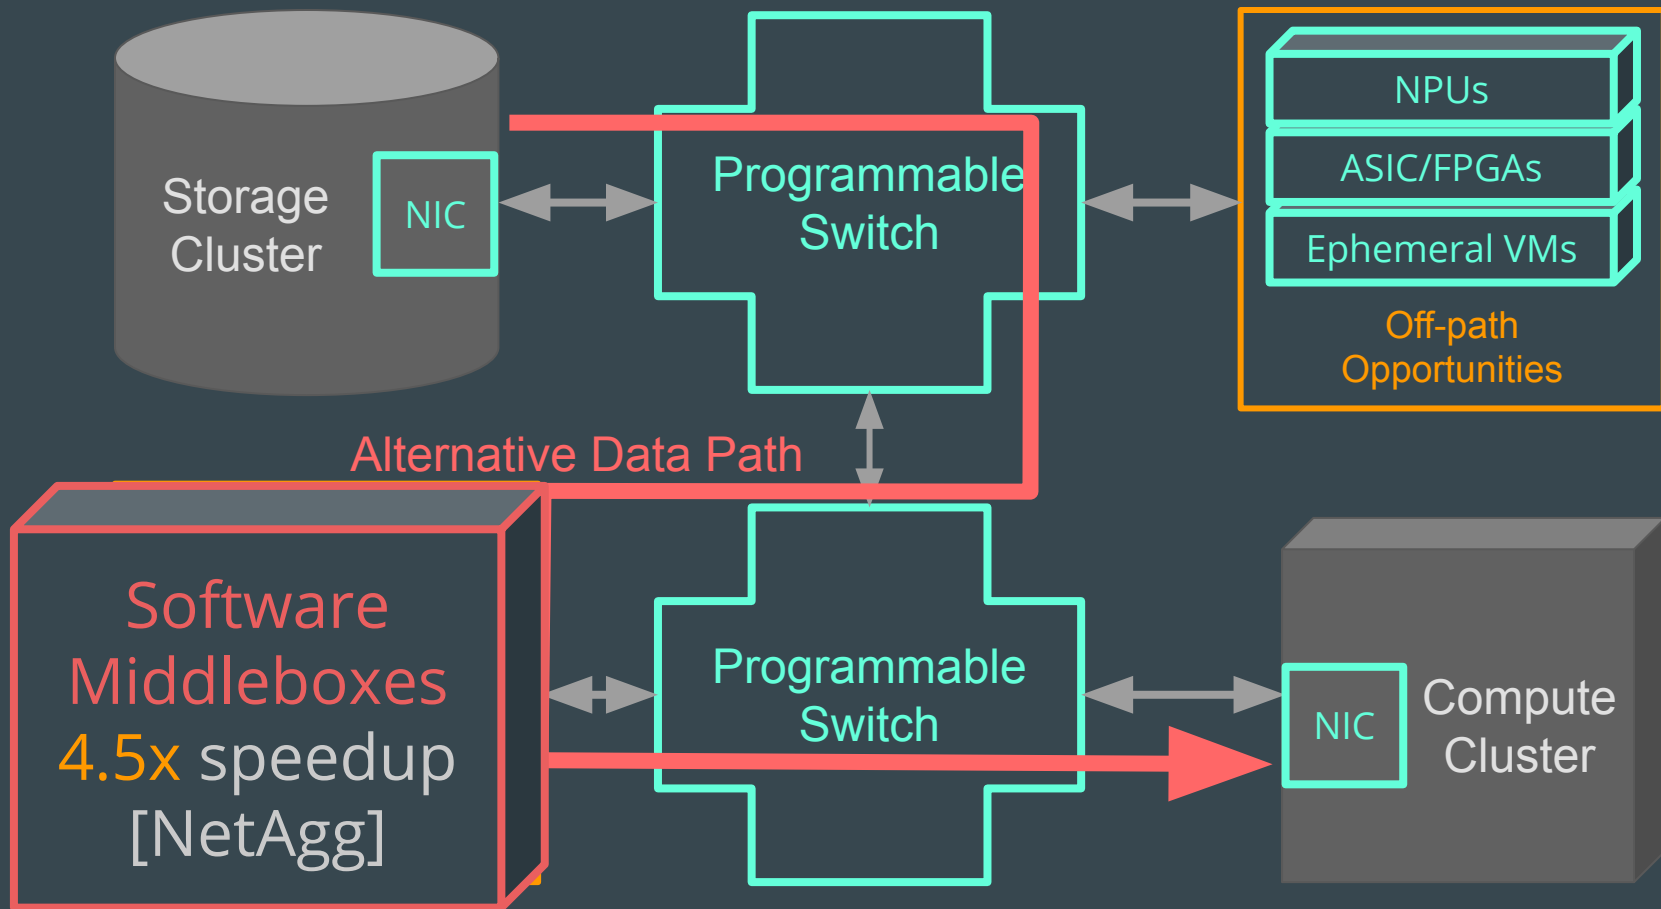 Storage
Cluster
NIC
Programmable
Switch
NPUs
ASIC/FPGAs
Ephemeral VMs
Off-path
Opportunities
Alternative Data Path
Software
Middleboxes
4.5x speedup
[NetAgg]
Programmable
Switch
NIC
Compute
Cluster